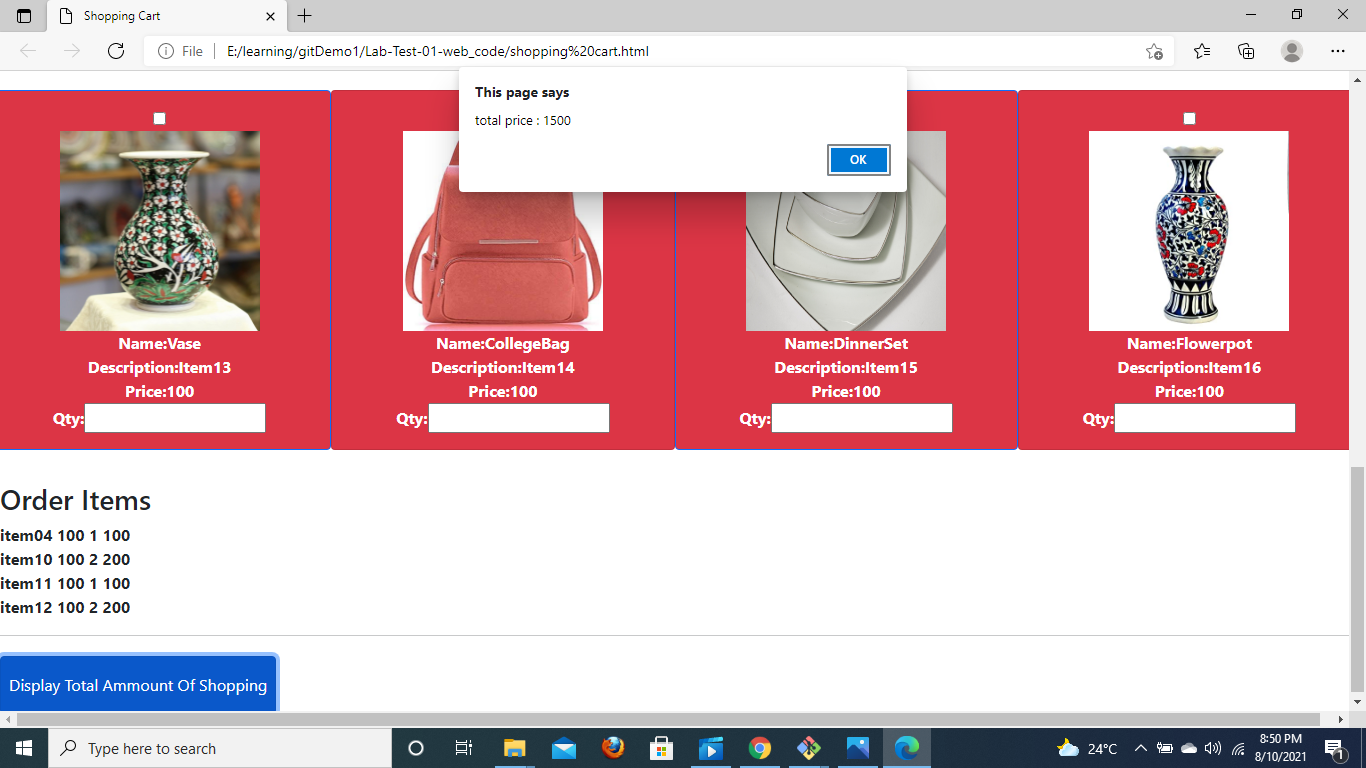 Shopping Cart
File
E:/learning/gitDemo1/Lab-Test-01-web_code/shopping%20cart.html
This page says
total price : 1500
OK
Name:Vase
Description:Item13
Price:100
Qty:
Name:CollegeBag
Description:Item14
Price:100
Qty:
Name:DinnerSet
Description:Item15
Price:100
Qty:
Name:Flowerpot
Description:Item16
Price:100
Qty:
Order Items
item04 100 1 100
item10 100 2 200
item11 100 1 100
item12 100 2 200
Display Total Ammount Of Shopping
Type here to search
24°C
8:50 PM
8/10/2021
1